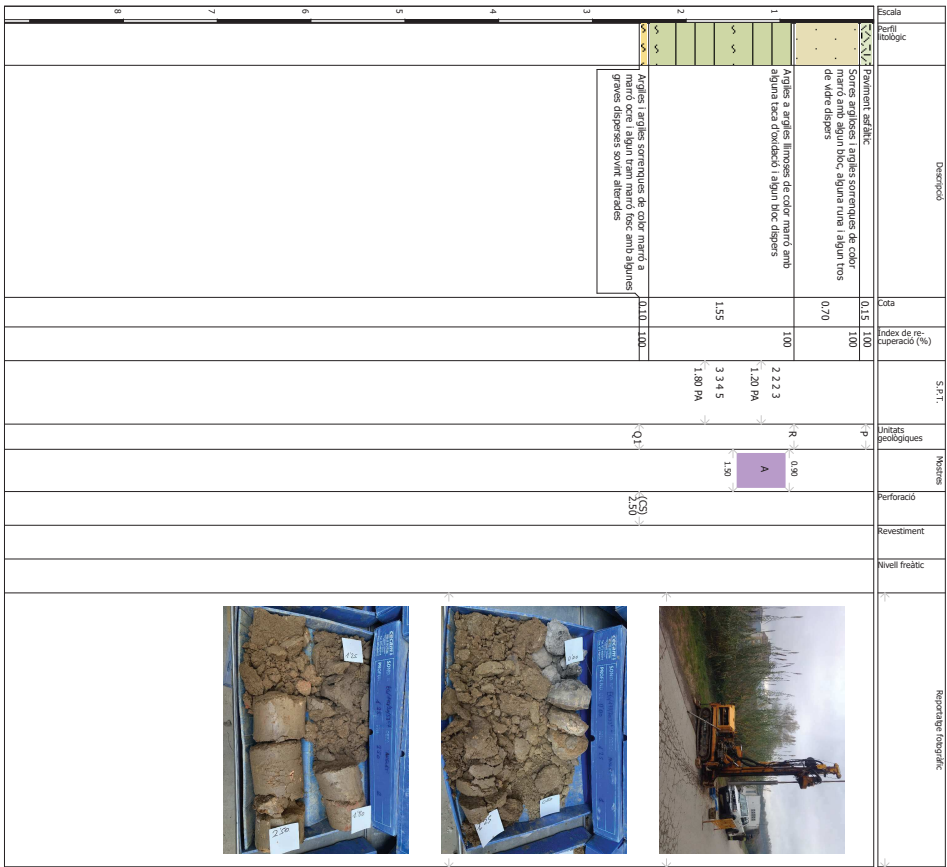 Escala
Perfil
litològic
Descripció
Cota
Índex de re-
cuperació (%)
S.P.T.
Unitats
geològiques
Mostres
Perforació
Revestiment
Nivell freàtic
Reportatge fotogràfic
1
2
3
4
5
6
7
8
Paviment asfàltic
0.15
100
P
Sorres argiloses i argiles sorrenques de color
marró amb algun bloc, alguna runa i algun tros
de vidre dispers
0.70
100
R
Argiles a argiles llimoses de color marró amb
alguna taca d'oxidació i algun bloc dispers
1.55
100
2 2 2 3
1.20 PA
3 3 4 5
1.80 PA
0.90
A
1.50
Argiles i argiles sorrenques de color marró a
marró ocre i algun tram marró fosc amb algunes
graves disperses sovint alterades
0.10
100
Q1
(CS)
2.50
2'50